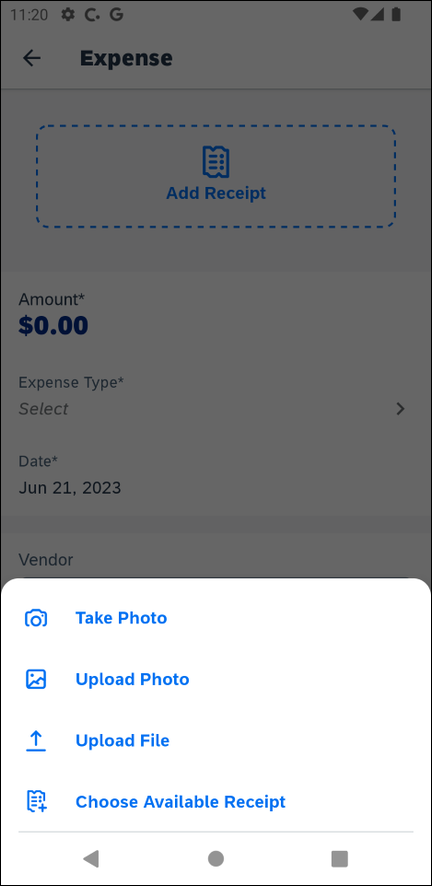 11:20
Expense
Add Receipt
Amount*
$0.00
Expense Type*
Select
Date*
Jun 21, 2023
Vendor
Take Photo
Upload Photo
Upload File
Choose Available Receipt